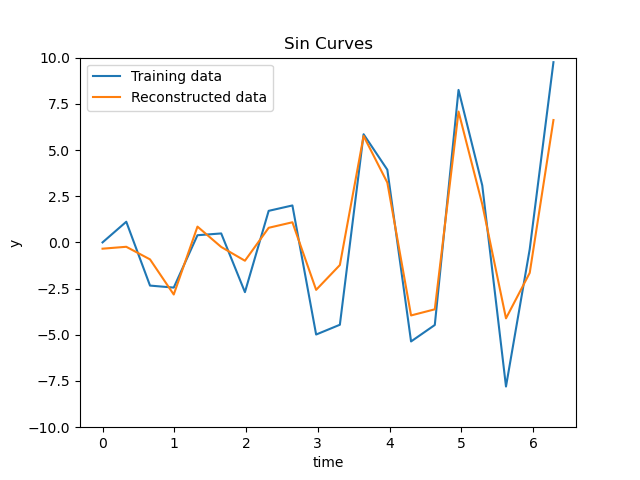 Sin Curves
Training data
Reconstructed data
10.0
7.5
5.0
2.5
0.0
−2.5
−5.0
−7.5
−10.0
y
0 1 2 3 4 5 6
time